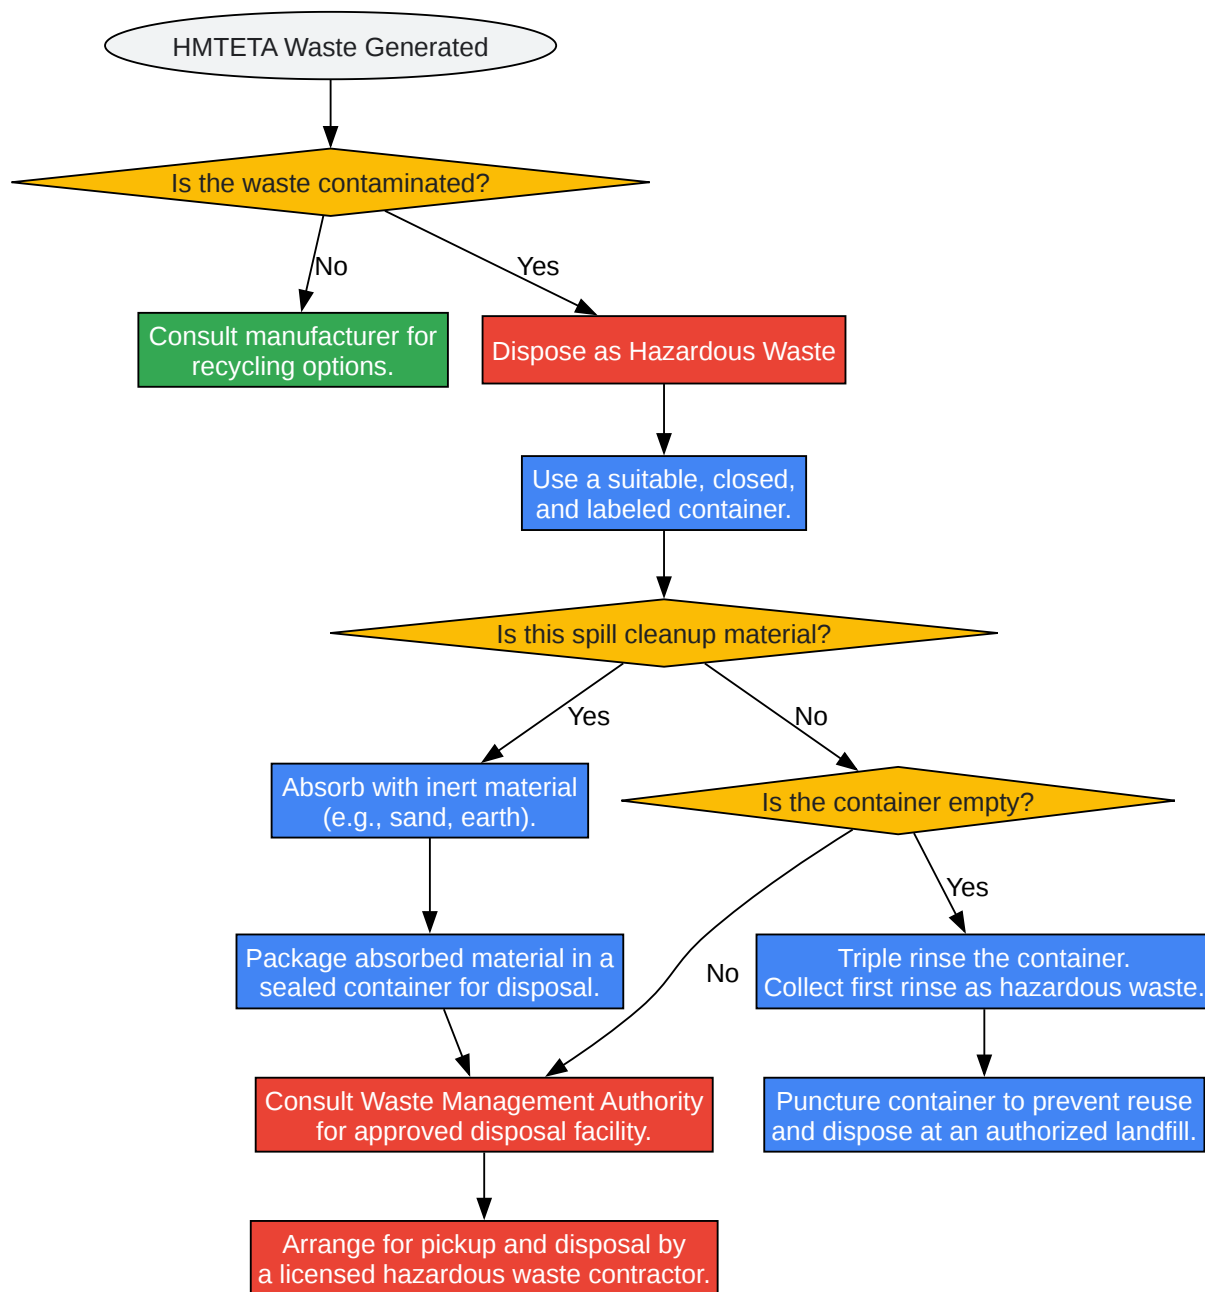 HMTETA Waste Generated
Is the waste contaminated?
No
Yes
Consult manufacturer for
recycling options.
Dispose as Hazardous Waste
Use a suitable, closed,
and labeled container.
Is this spill cleanup material?
Yes
No
Absorb with inert material
(e.g., sand, earth).
Is the container empty?
Yes
No
Package absorbed material in a
sealed container for disposal.
Triple rinse the container.
Collect first rinse as hazardous waste.
Consult Waste Management Authority
for approved disposal facility.
Puncture container to prevent reuse
and dispose at an authorized landfill.
Arrange for pickup and disposal by
a licensed hazardous waste contractor.